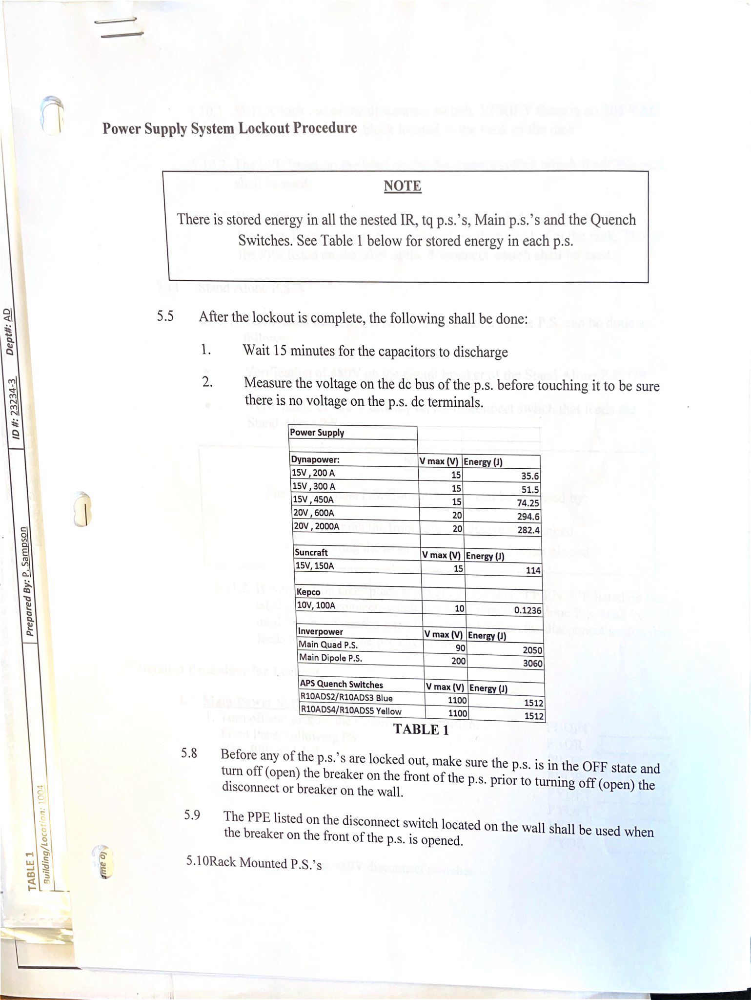 Power Supply System Lockout Procedure
NOTE
There is stored energy in all the nested IR, tq p.s.'s, Main p.s.'s and the Quench
Switches. See Table 1 below for stored energy in each p.s.
5.5 After the lockout is complete, the following shall be done:
1. Wait 15 minutes for the capacitors to discharge
2. Measure the voltage on the dc bus of the p.s. before touching it to be sure
there is no voltage on the p.s. dc terminals.
Power Supply
Dynapower: V max (V) Energy (J)
15V , 200 A 15 35.6
15V , 300 A 15 51.5
15V , 450A 15 74.25
20V , 600A 20 294.6
20V , 2000A 20 282.4
Suncraft V max (V) Energy (J)
15V, 150A 15 114
Kepco
10V, 100A 10 0.1236
Inverpower V max (V) Energy (J)
Main Quad P.S. 90 2050
Main Dipole P.S. 200 3060
APS Quench Switches V max (V) Energy (J)
R10ADS2/R10ADS3 Blue 1100 1512
R10ADS4/R10ADS5 Yellow 1100 1512
TABLE 1
5.8 Before any of the p.s.'s are locked out, make sure the p.s. is in the OFF state and
turn off (open) the breaker on the front of the p.s. prior to turning off (open) the
disconnect or breaker on the wall.
5.9 The PPE listed on the disconnect switch located on the wall shall be used when
the breaker on the front of the p.s. is opened.
5.10Rack Mounted P.S.'s
TABLE 1
Building/Location: 1004
Prepared By: P. Sampson
ID #: 23234-3 Dept#: AD